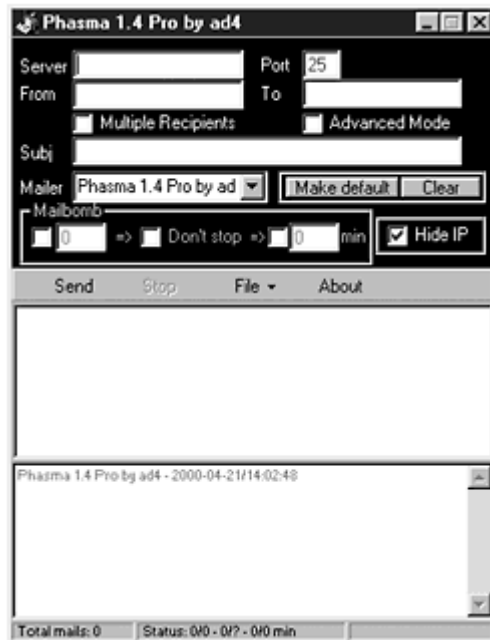 Phasma 1.4 Pro by ad4
Server Port 25
From To
Multiple Recipients Advanced Mode
Subj
Mailer Phasma 1.4 Pro by ad Make default Clear
Mailbomb
0 => Don't stop => 0 min Hide IP
Send Stop File About
Phasma 1.4 Pro by ad4 - 2000-04-21/14:02:48
Total mails: 0 Status: 0/0 - 0/? - 0/0 min